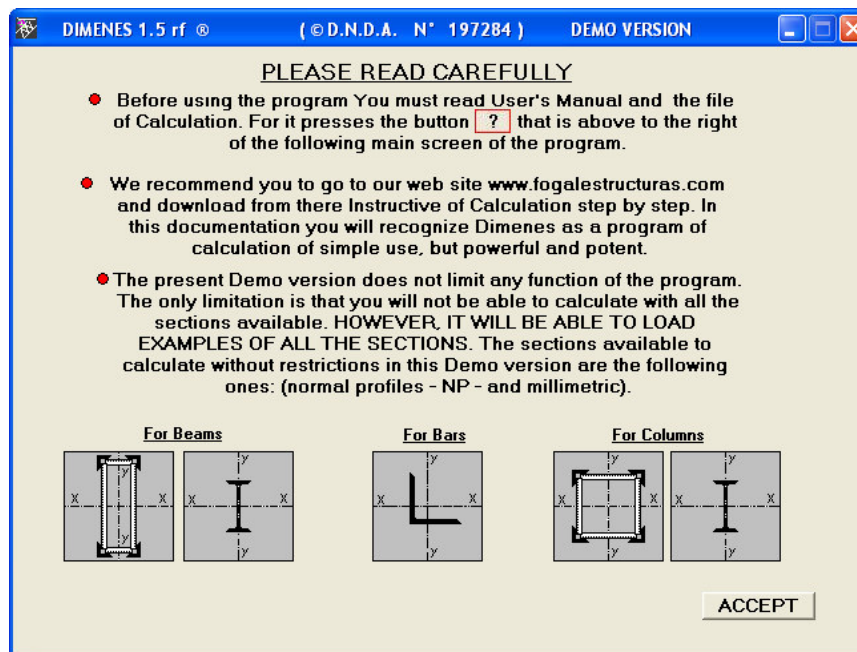 DIMENES 1.5 rf ® ( © D.N.D.A. N° 197284 ) DEMO VERSION
PLEASE READ CAREFULLY
Before using the program You must read User's Manual and the file
of Calculation. For it presses the button ? that is above to the right
of the following main screen of the program.
We recommend you to go to our web site www.fogalestructuras.com
and download from there Instructive of Calculation step by step. In
this documentation you will recognize Dimenes as a program of
calculation of simple use, but powerful and potent.
The present Demo version does not limit any function of the program.
The only limitation is that you will not be able to calculate with all the
sections available. HOWEVER, IT WILL BE ABLE TO LOAD
EXAMPLES OF ALL THE SECTIONS. The sections available to
calculate without restrictions in this Demo version are the following
ones: (normal profiles - NP - and millimetric).
For Beams For Bars For Columns
y y y y y
y
X X X X X X X X X X
y y y y y
y
ACCEPT